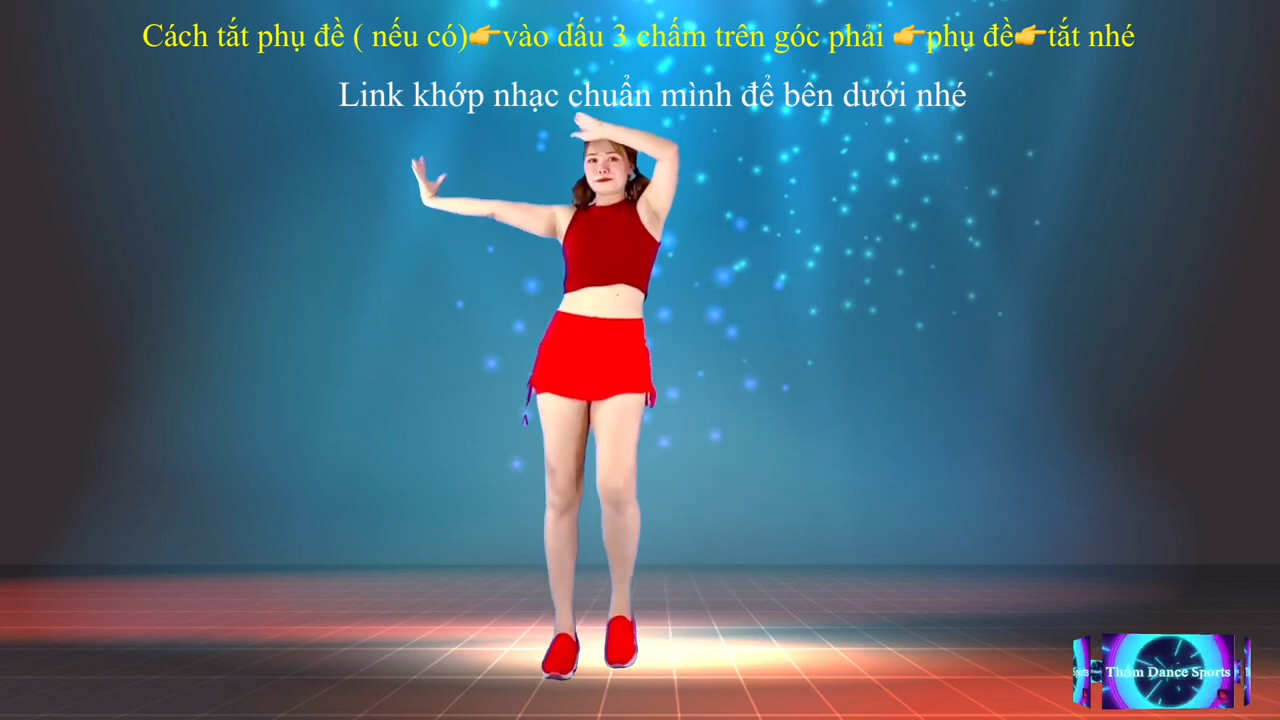 Cách tắt phụ đề ( nếu có)👉vào dấu 3 chấm trên góc phải 👉phụ đề👉tắt nhé
Link khớp nhạc chuẩn mình để bên dưới nhé
Thắm Dance Sports